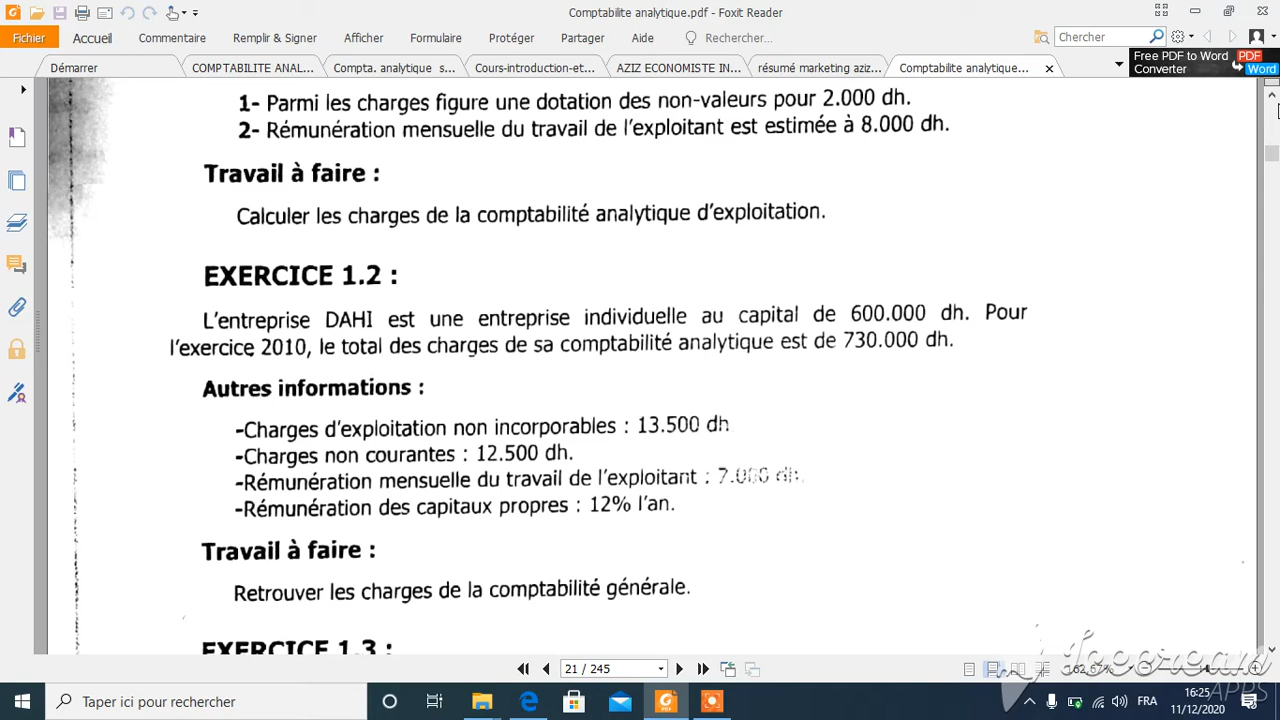 Comptabilite analytique.pdf - Foxit Reader
Fichier Accueil Commentaire Remplir & Signer Afficher Formulaire Protéger Partager Aide Rechercher... Chercher
Démarrer COMPTABILITE ANAL... Compta. analytique s... Cours-introduction-et... AZIZ ECONOMISTE IN... résumé marketing aziz... Comptabilite analytique...
Free PDF to Word Converter
PDF
Word
1- Parmi les charges figure une dotation des non-valeurs pour 2.000 dh.
2- Rémunération mensuelle du travail de l'exploitant est estimée à 8.000 dh.
Travail à faire :
Calculer les charges de la comptabilité analytique d'exploitation.
EXERCICE 1.2 :
L'entreprise DAHI est une entreprise individuelle au capital de 600.000 dh. Pour
l'exercice 2010, le total des charges de sa comptabilité analytique est de 730.000 dh.
Autres informations :
-Charges d'exploitation non incorporables : 13.500 dh
-Charges non courantes : 12.500 dh.
-Rémunération mensuelle du travail de l'exploitant : 7.000 dh.
-Rémunération des capitaux propres : 12% l'an.
Travail à faire :
Retrouver les charges de la comptabilité générale.
EXERCICE 1.3 :
21 / 245
Taper ici pour rechercher
FRA
16:25
11/12/2020
APPS